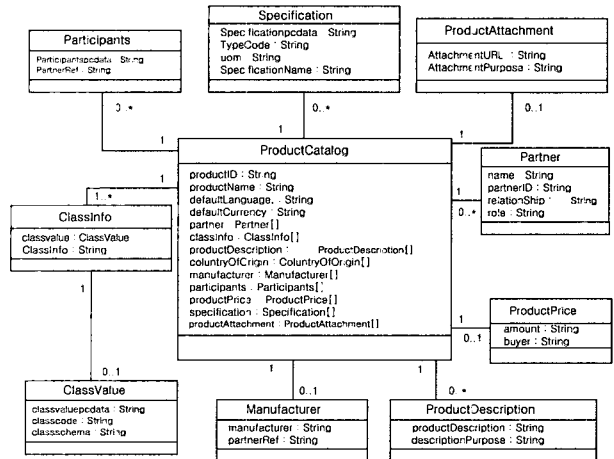 Specification
Specificationpcdata : String
TypeCode : String
uom : String
SpecificationName : String
0..*
1
Participants
Participantspcdata : String
PartnerRef : String
0..*
1
ProductAttachment
AttachmentURL : String
AttachmentPurpose : String
0..1
1
ProductCatalog
productID : String
productName : String
defaultLanguage. : String
defaultCurrency : String
partner : Partner[]
classInfo : ClassInfo[]
productDescription : ProductDescription[]
coluntryOfOrigin : ColuntryOfOrigin[]
manufacturer : Manufacturer[]
participants : Participants[]
productPrice : ProductPrice[]
specification : Specification[]
productAttachment : ProductAttachment[]
Partner
name : String
partnerID : String
relationShip : String
role : String
1
0..*
ClassInfo
classvalue : ClassValue
ClassInfo : String
1
1..*
1
0..1
ProductPrice
amount : String
buyer : String
1
0..1
ClassValue
classvaluepcdata : String
classcode : String
classschema : String
Manufacturer
manufacturer : String
partnerRef : String
1
0..1
ProductDescription
productDescription : String
descriptionPurpose : String
1
0..*